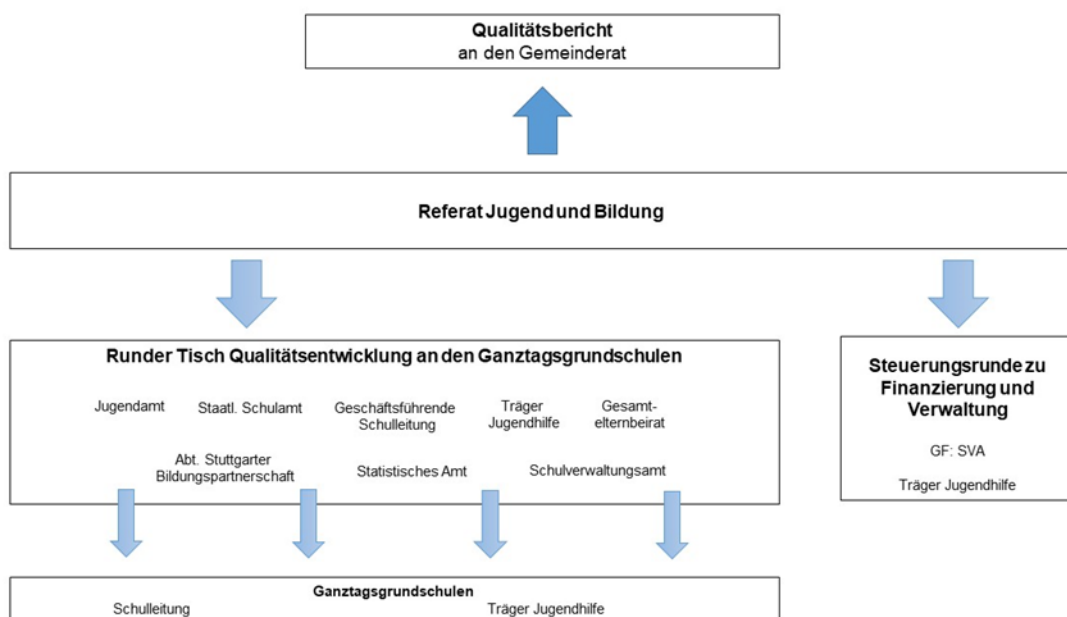 Qualitätsbericht
an den Gemeinderat
Referat Jugend und Bildung
Runder Tisch Qualitätsentwicklung an den Ganztagsgrundschulen
Jugendamt
Staatl. Schulamt
Geschäftsführende
Schulleitung
Träger
Jugendhilfe
Gesamt-
elternbeirat
Abt. Stuttgarter
Bildungspartnerschaft
Statistisches Amt
Schulverwaltungsamt
Steuerungsrunde zu
Finanzierung und
Verwaltung
GF: SVA
Träger Jugendhilfe
Ganztagsgrundschulen
Schulleitung
Träger Jugendhilfe